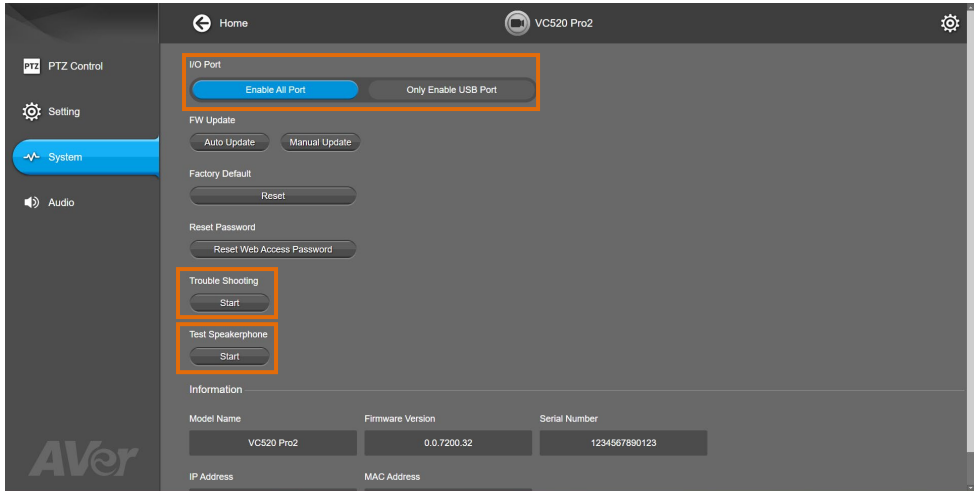 Home
VC520 Pro2
PTZ PTZ Control
Setting
System
Audio
I/O Port
Enable All Port Only Enable USB Port
FW Update
Auto Update Manual Update
Factory Default
Reset
Reset Password
Reset Web Access Password
Trouble Shooting
Start
Test Speakerphone
Start
Information
Model Name Firmware Version Serial Number
VC520 Pro2 0.0.7200.32 1234567890123
IP Address MAC Address
AVer